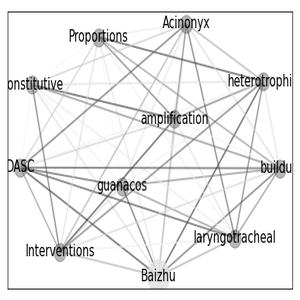 Acinonyx
Proportions
onstitutive
heterotrophi
amplification
DASC
buildu
guanacos
laryngotracheal
Interventions
Baizhu